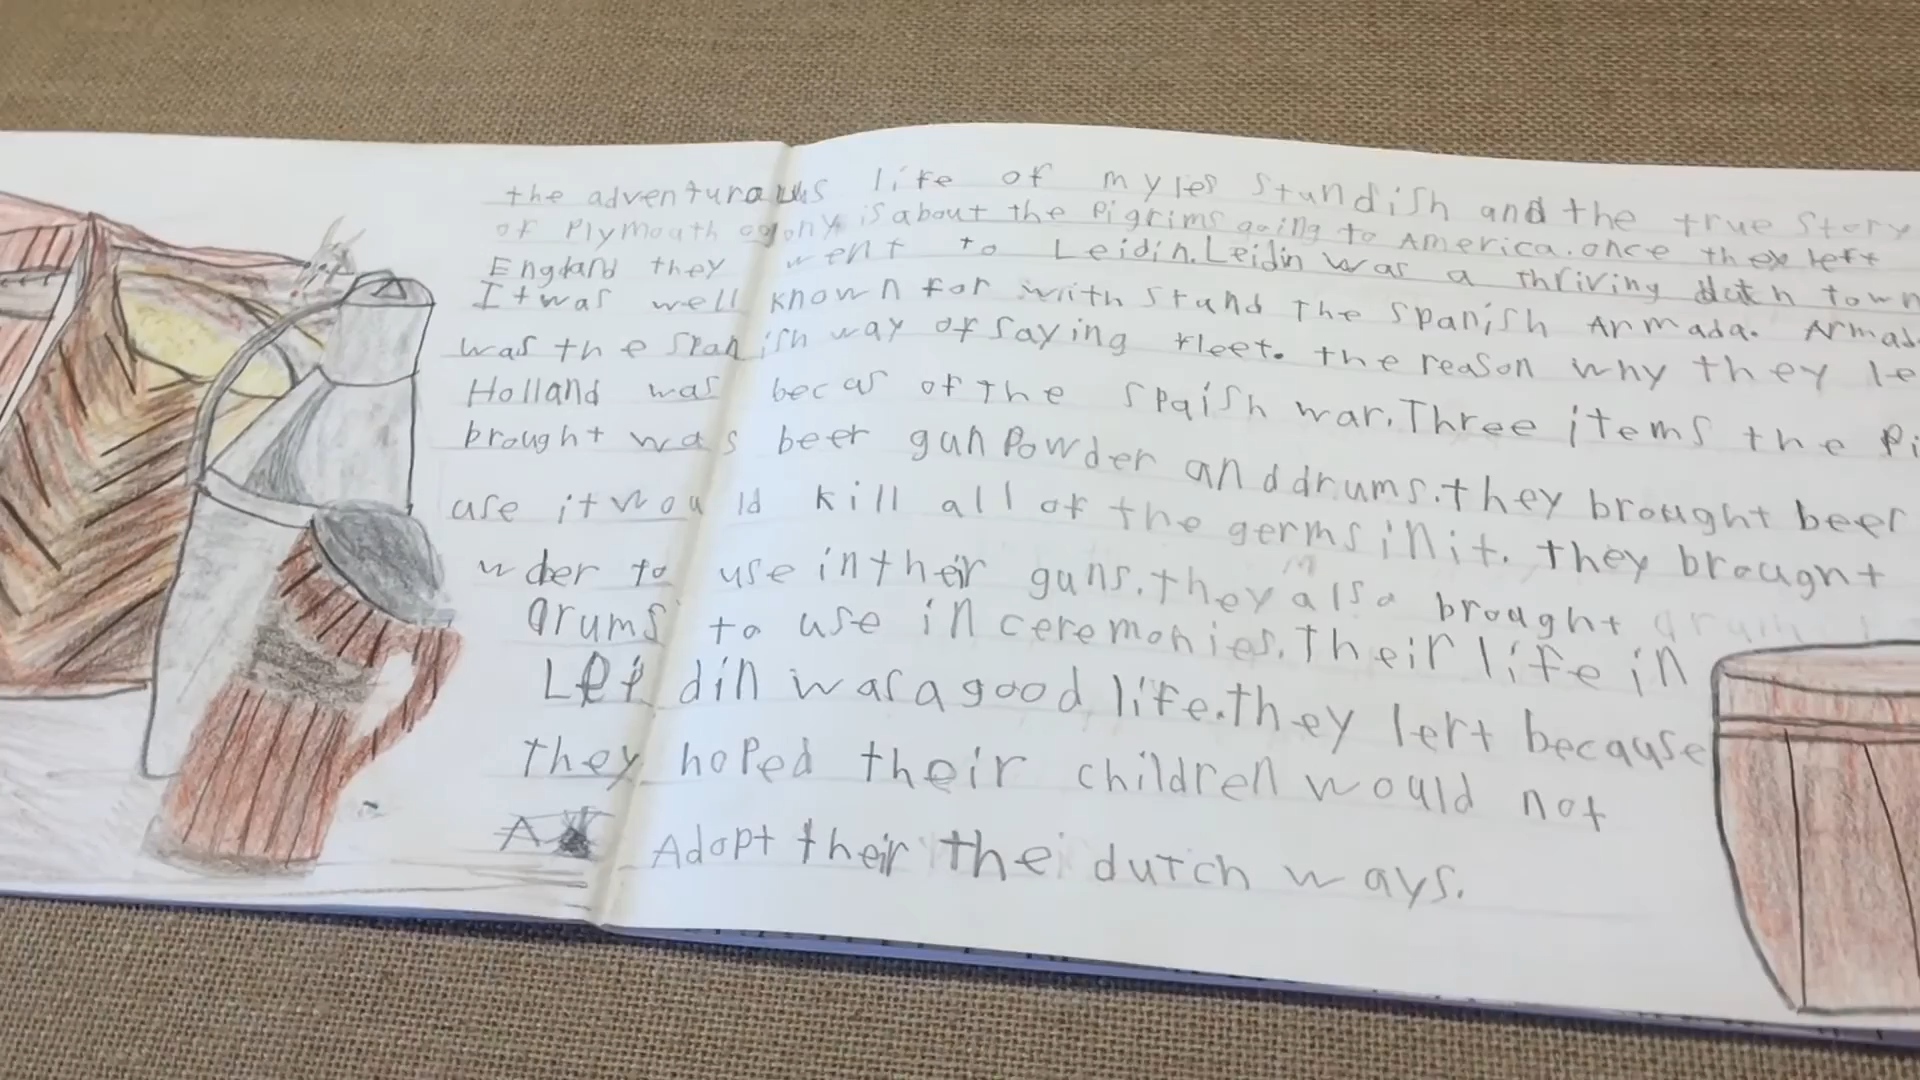 the adventuraus life of myles Standish and the true Story
of Plymouth colony is about the Pigrims going to America. once they left
England they went to Leidin. Leidin was a thriving dutch town
It was well known for with stand the Spanish Armada. Armad
was the Spanish way of saying fleet. the reason why they le
Holland was becas of the Spaish war. Three items the Pi
brought was beer gun Powder and drums. they brought beer
use it would kill all of the germs in it. they brought
wder to use in their guns. they also brought
drums to use in ceremonies. Their life in
Leidin was a good life. they left because
they hoped their children would not
A
Adopt their the dutch ways.